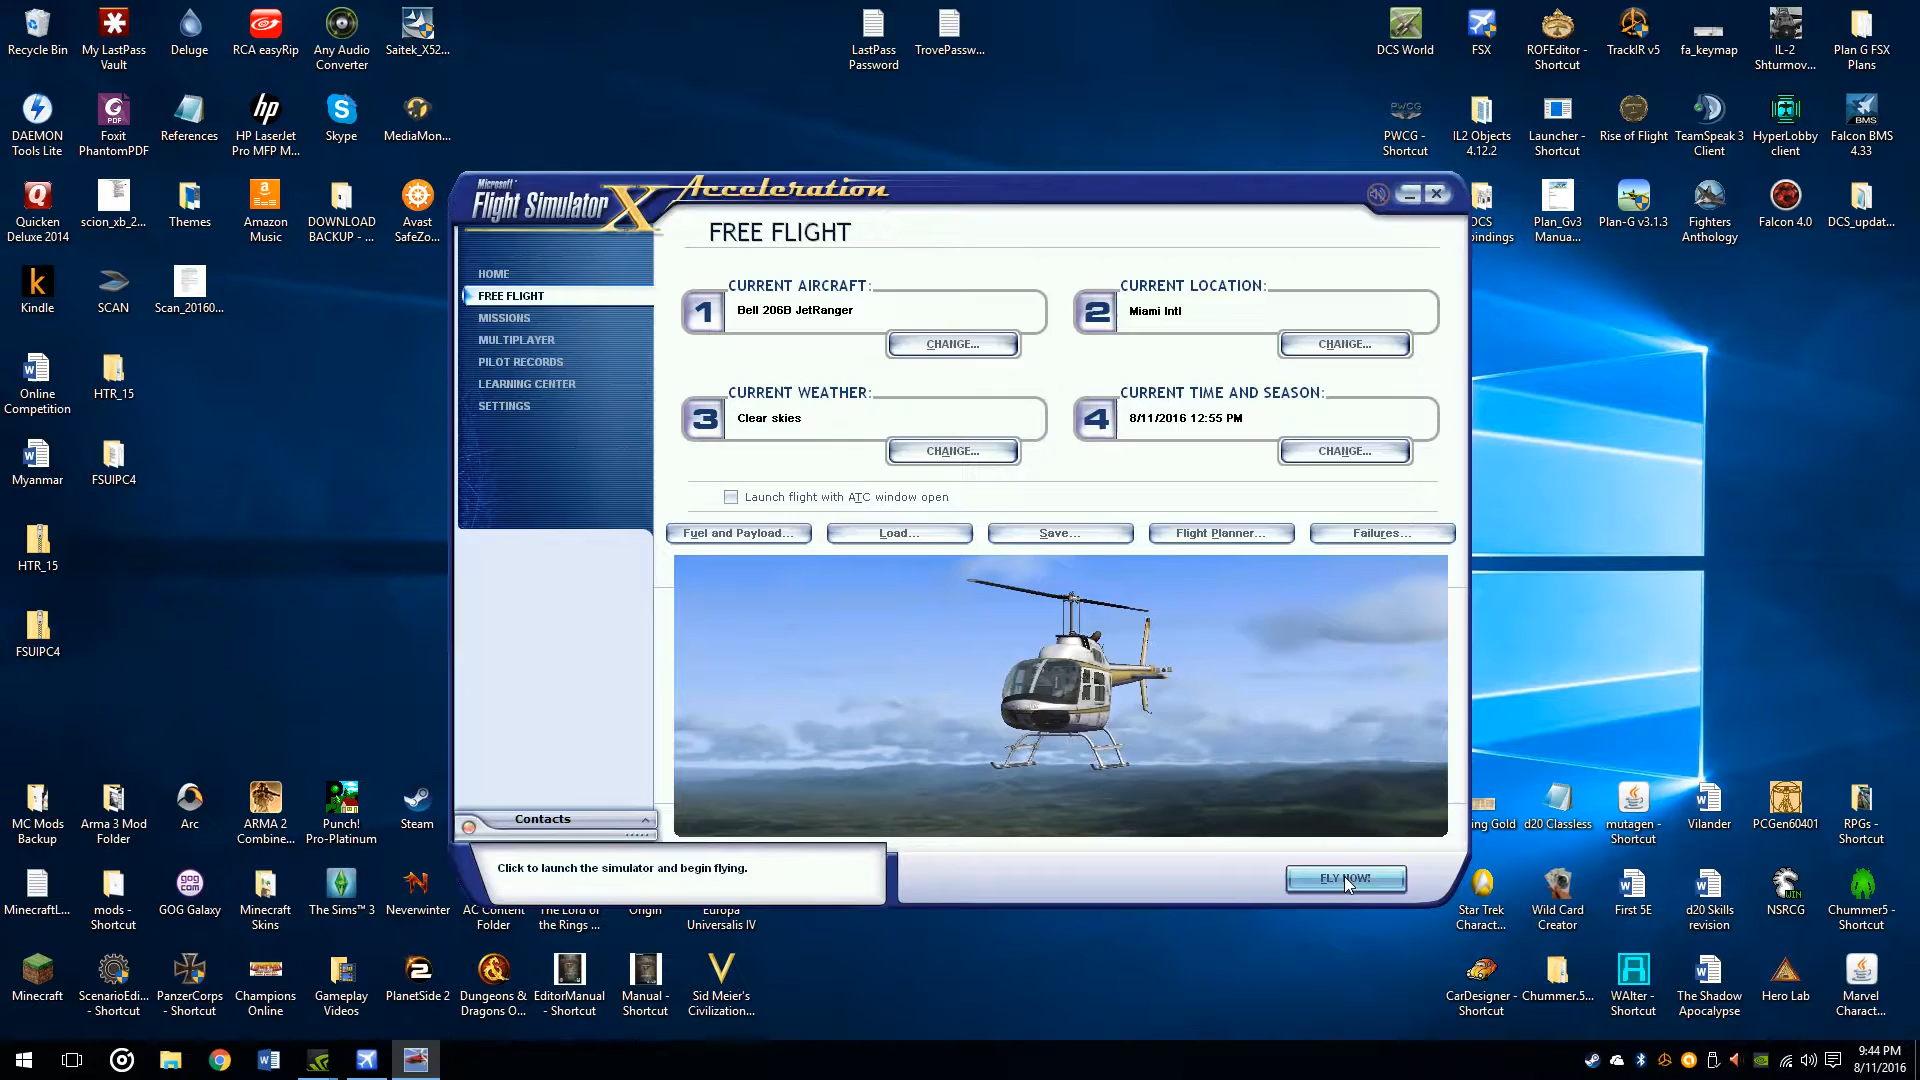 Recycle Bin
My LastPass Vault
Deluge
RCA easyRip
Any Audio Converter
Saitek_X52...
LastPass Password
TrovePassw...
DCS World
FSX
ROFEditor - Shortcut
TrackIR v5
fa_keymap
IL-2 Shturmov...
Plan G FSX Plans
DAEMON Tools Lite
Foxit PhantomPDF
References
HP LaserJet Pro MFP M...
Skype
MediaMon...
PWCG - Shortcut
IL2 Objects 4.12.2
Launcher - Shortcut
Rise of Flight
TeamSpeak 3 Client
HyperLobby client
Falcon BMS 4.33
Quicken Deluxe 2014
scion_xb_2...
Themes
Amazon Music
DOWNLOAD BACKUP - ...
Avast SafeZo...
DCS
bindings
Plan_Gv3 Manua...
Plan-G v3.1.3
Fighters Anthology
Falcon 4.0
DCS_updat...
Kindle
SCAN
Scan_20160...
Online Competition
HTR_15
Myanmar
FSUIPC4
HTR_15
FSUIPC4
Microsoft
Flight Simulator X
Acceleration
FREE FLIGHT
HOME
FREE FLIGHT
MISSIONS
MULTIPLAYER
PILOT RECORDS
LEARNING CENTER
SETTINGS
CURRENT AIRCRAFT:
1 Bell 206B JetRanger
CHANGE...
CURRENT LOCATION:
2 Miami Intl
CHANGE...
CURRENT WEATHER:
3 Clear skies
CHANGE...
CURRENT TIME AND SEASON:
4 8/11/2016 12:55 PM
CHANGE...
Launch flight with ATC window open
Fuel and Payload...
Load...
Save...
Flight Planner...
Failures...
Contacts
Click to launch the simulator and begin flying.
FLY NOW!
MC Mods Backup
Arma 3 Mod Folder
Arc
ARMA 2 Combine...
Punch! Pro-Platinum
Steam
ing Gold
d20 Classless
mutagen - Shortcut
Vilander
PCGen60401
RPGs - Shortcut
MinecraftL...
mods - Shortcut
GOG Galaxy
Minecraft Skins
The Sims™ 3
Neverwinter
AC Content Folder
The Lord of the Rings ...
Origin
Europa Universalis IV
Star Trek Charact...
Wild Card Creator
First 5E
d20 Skills revision
NSRCG
Chummer5 - Shortcut
Minecraft
ScenarioEdi... - Shortcut
PanzerCorps - Shortcut
Champions Online
Gameplay Videos
PlanetSide 2
Dungeons & Dragons O...
EditorManual - Shortcut
Manual - Shortcut
Sid Meier's Civilization...
CarDesigner - Shortcut
Chummer.5...
WAlter - Shortcut
The Shadow Apocalypse
Hero Lab
Marvel Charact...
9:44 PM
8/11/2016